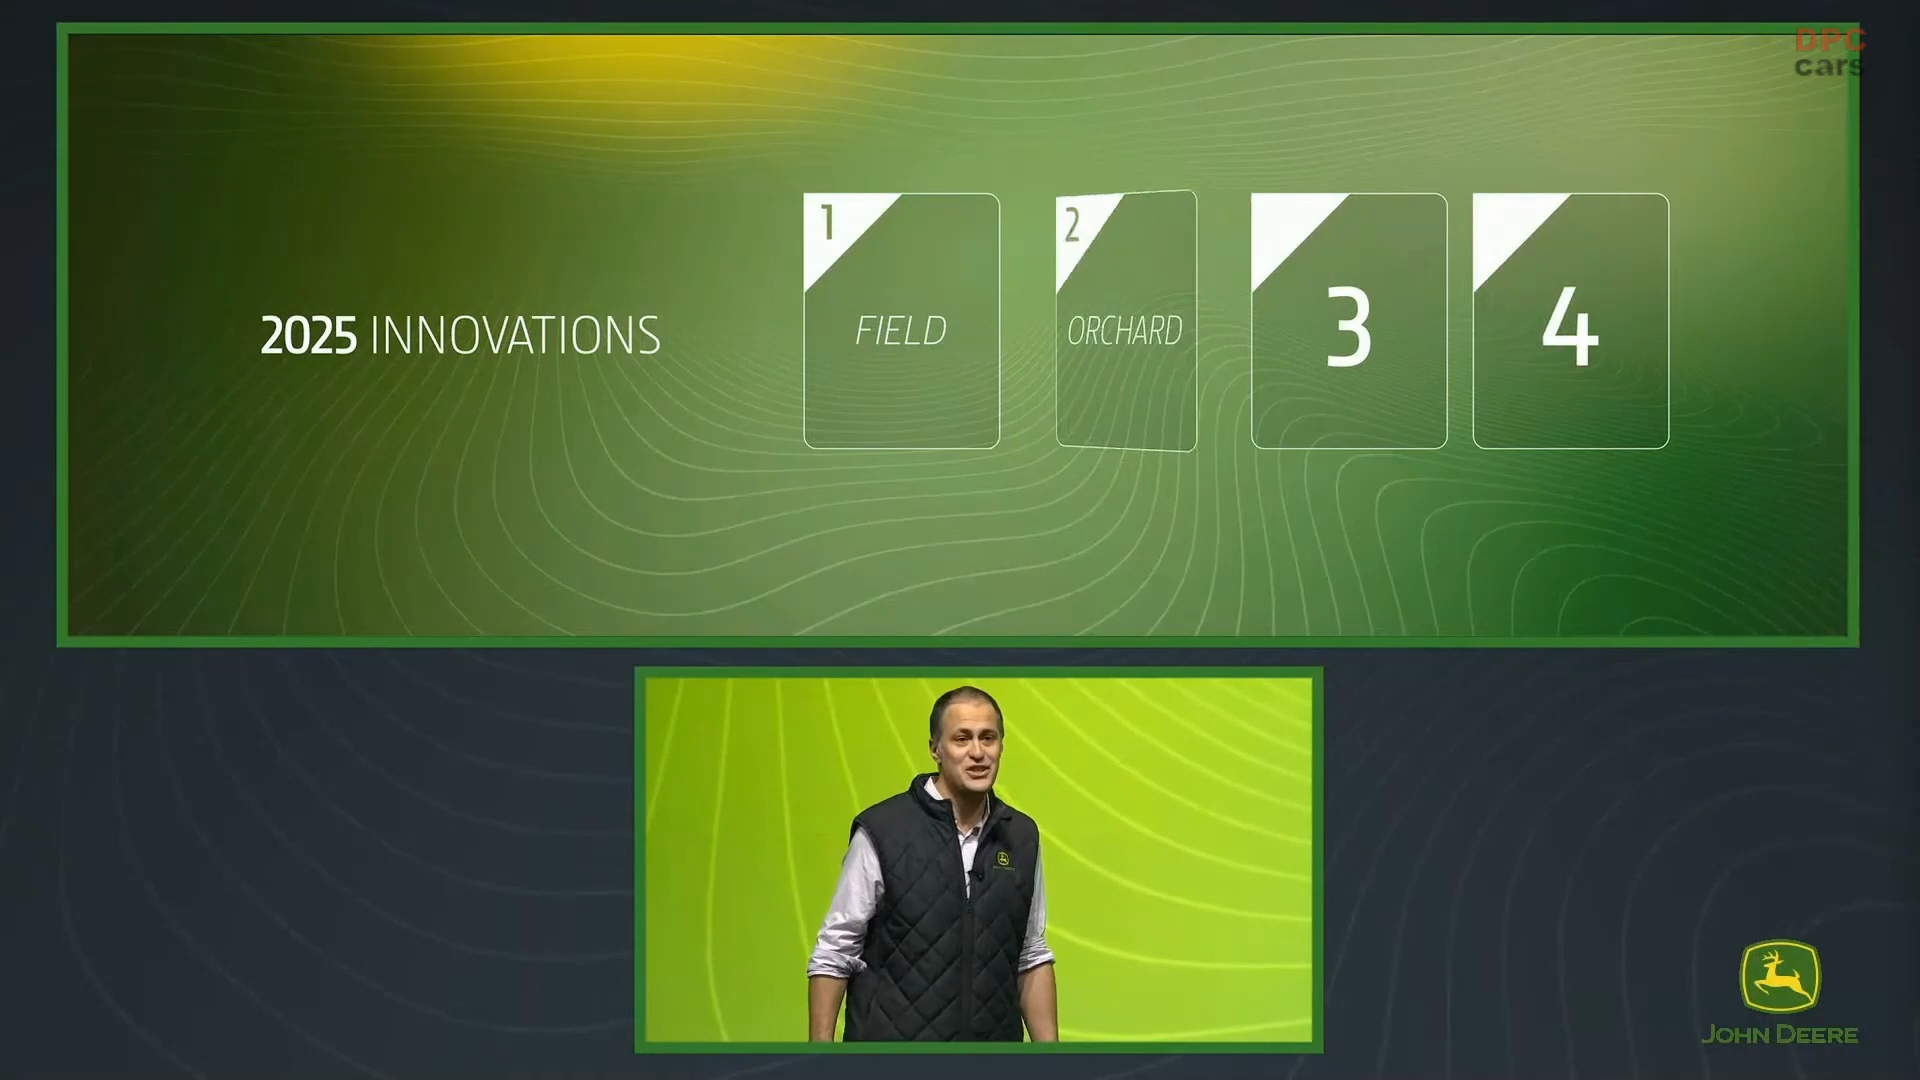 DPC
cars
2025 INNOVATIONS
1
FIELD
2
ORCHARD
3
4
JOHN DEERE